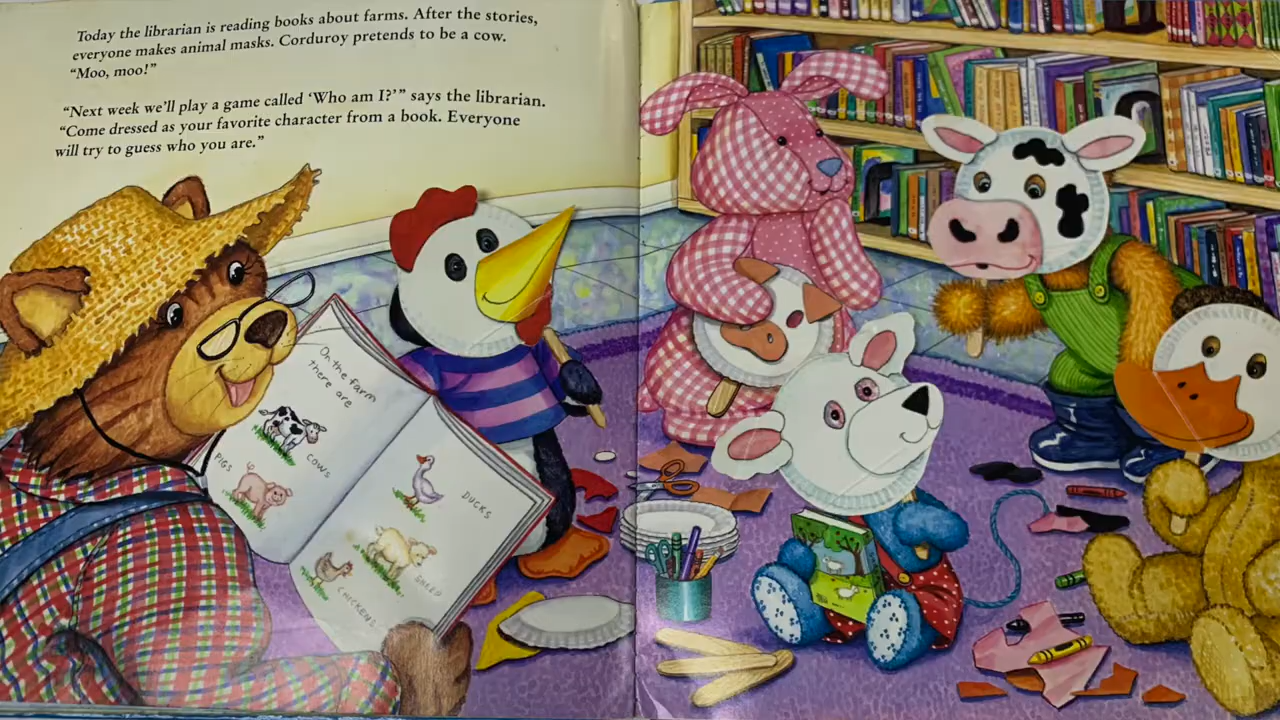 Today the librarian is reading books about farms. After the stories,
everyone makes animal masks. Corduroy pretends to be a cow.
“Moo, moo!”
“Next week we’ll play a game called ‘Who am I?’” says the librarian.
“Come dressed as your favorite character from a book. Everyone
will try to guess who you are.”
On the farm
there are
COWS
PIGS
DUCKS
SHEEP
CHICKENS